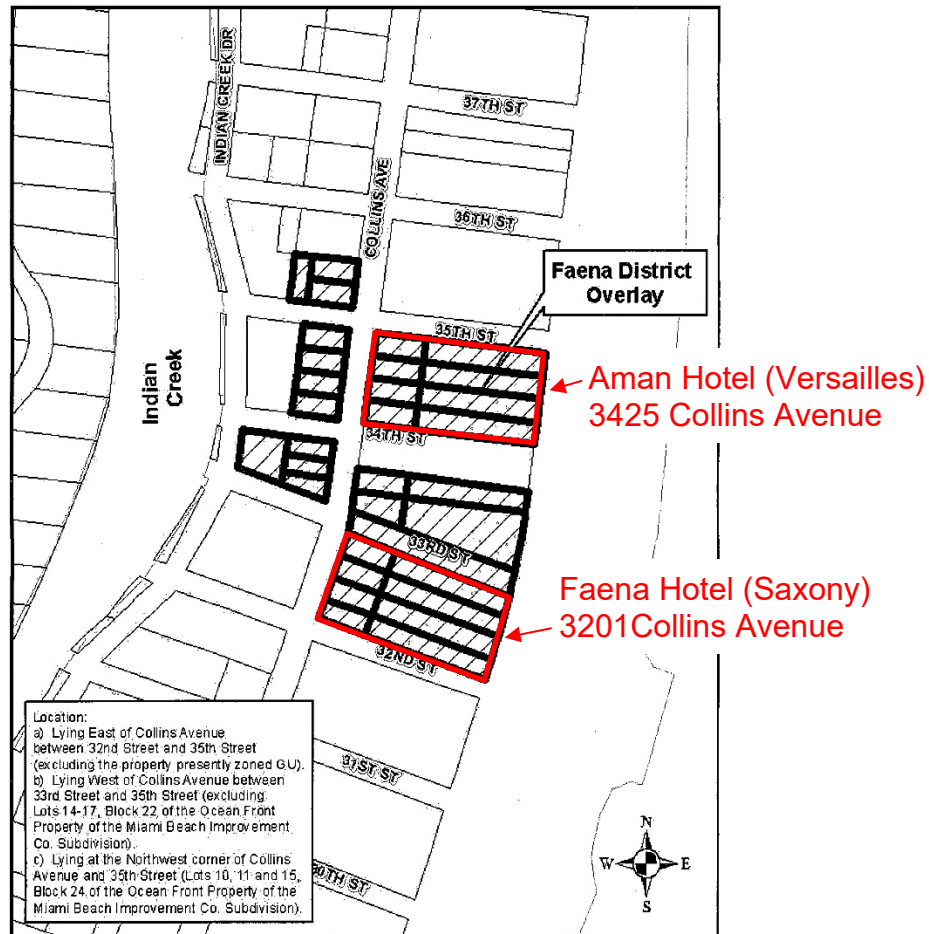 INDIAN CREEK DR
37TH ST
COLLINS AVE
36TH ST
Faena District
Overlay
35TH ST
Indian
Creek
Aman Hotel (Versailles)
3425 Collins Avenue
34TH ST
33RD ST
Faena Hotel (Saxony)
3201Collins Avenue
32ND ST
Location:
a) Lying East of Collins Avenue
between 32nd Street and 35th Street
(excluding the property presently zoned GU).
b) Lying West of Collins Avenue between
33rd Street and 35th Street (excluding
Lots 14-17, Block 22 of the Ocean Front
Property of the Miami Beach Improvement
Co. Subdivision).
c) Lying at the Northwest corner of Collins
Avenue and 35th Street (Lots 10, 11 and 15,
Block 24 of the Ocean Front Property of the
Miami Beach Improvement Co. Subdivision).
31ST ST
30TH ST
N
W E
S